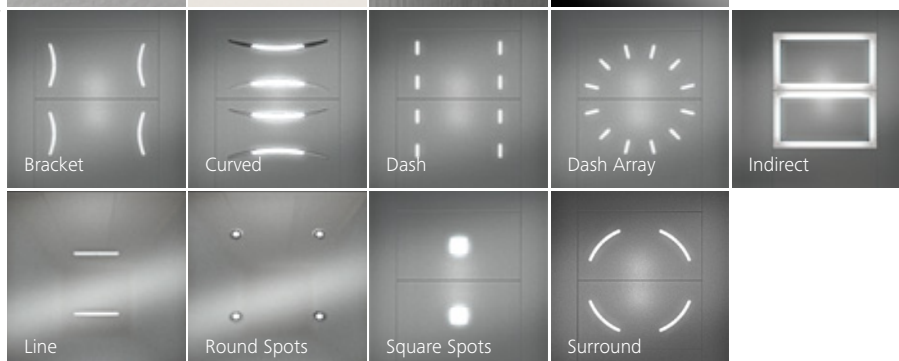 Bracket
Curved
Dash
Dash Array
Indirect
Line
Round Spots
Square Spots
Surround